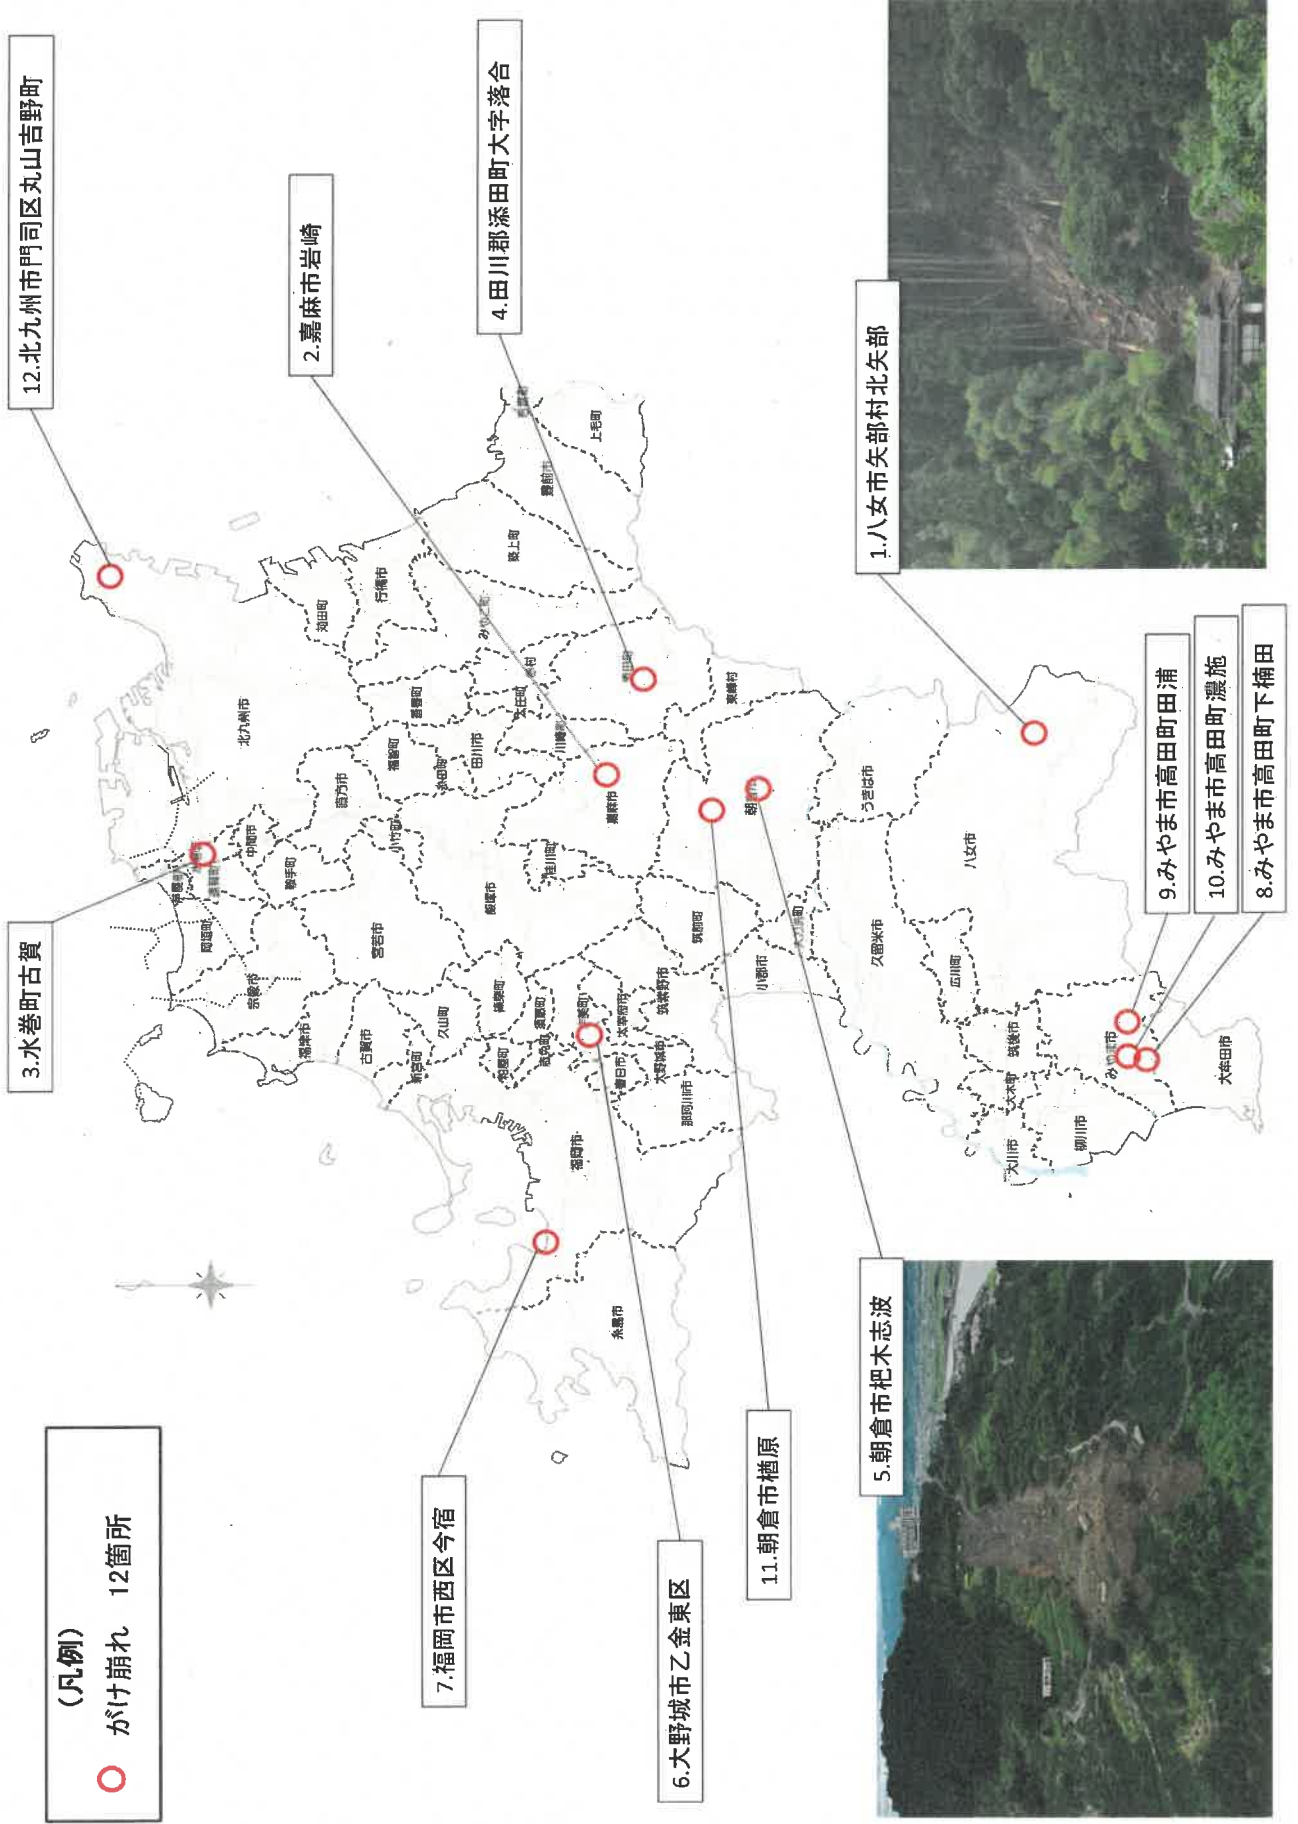 (凡例)
がけ崩れ 12箇所
3.水巻町古賀
12.北九州市門司区丸山吉野町
2.嘉麻市岩崎
4.田川郡添田町大字落合
7.福岡市西区今宿
6.大野城市乙金東区
11.朝倉市楢原
5.朝倉市杷木志波
1.八女市矢部村北矢部
9.みやま市高田町田浦
10.みやま市高田町濃施
8.みやま市高田町下楠田
北九州市
芦屋町
岡垣町
中間市
鞍手町
宗像市
福津市
古賀市
宮若市
直方市
小竹町
福智町
香春町
苅田町
行橋市
みやこ町
築上町
豊前市
上毛町
糸田町
田川市
大任町
赤村
川崎町
添田町
嘉麻市
桂川町
飯塚市
久山町
新宮町
篠栗町
粕屋町
須恵町
志免町
宇美町
福岡市
糸島市
春日市
大野城市
太宰府市
筑紫野市
那珂川市
筑前町
小郡市
大刀洗町
朝倉市
東峰村
うきは市
久留米市
広川町
八女市
筑後市
大木町
大川市
柳川市
みやま市
大牟田市